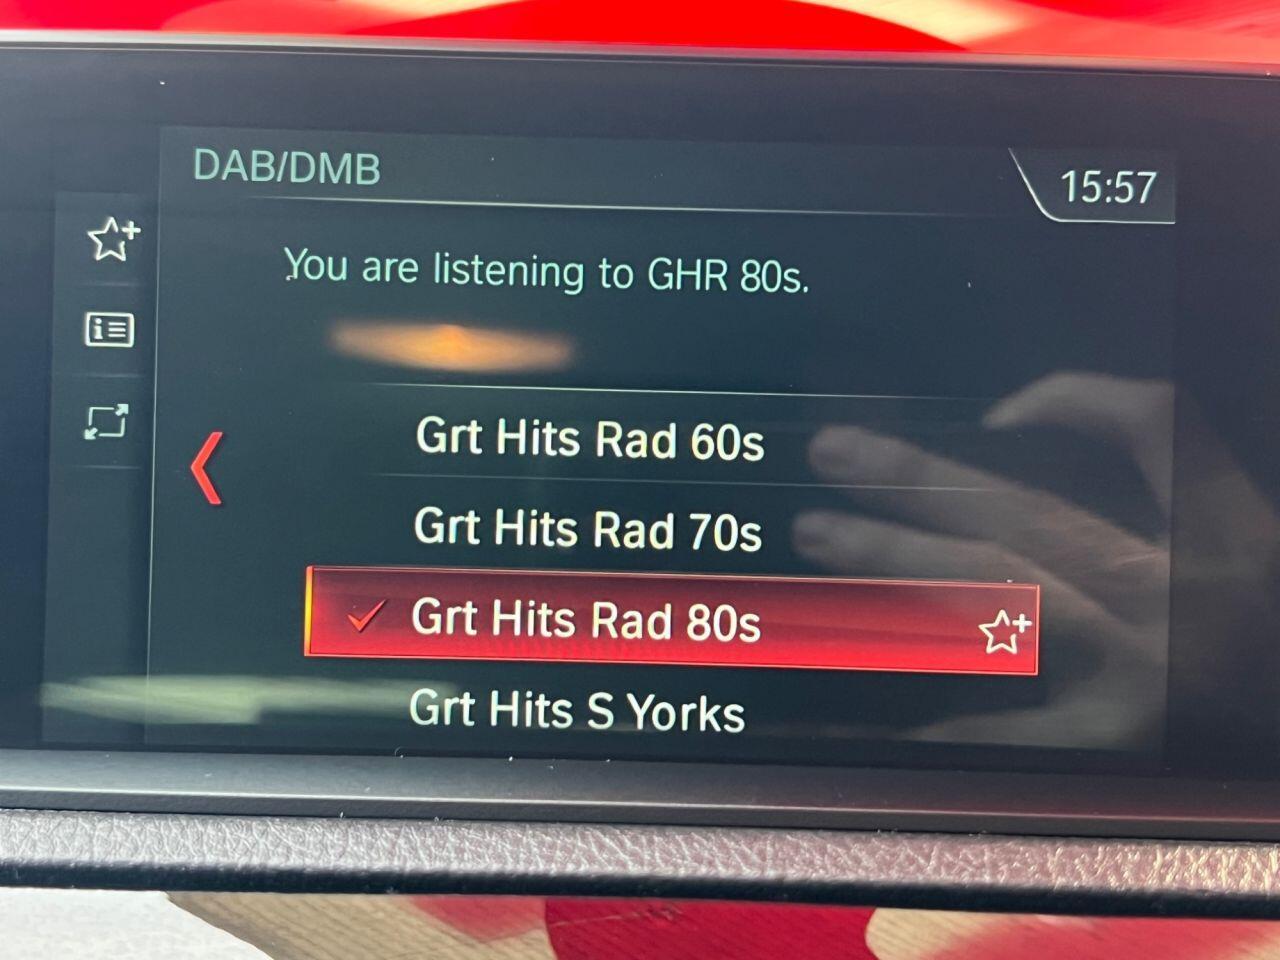 DAB/DMB
15:57
You are listening to GHR 80s.
Grt Hits Rad 60s
Grt Hits Rad 70s
Grt Hits Rad 80s
Grt Hits S Yorks